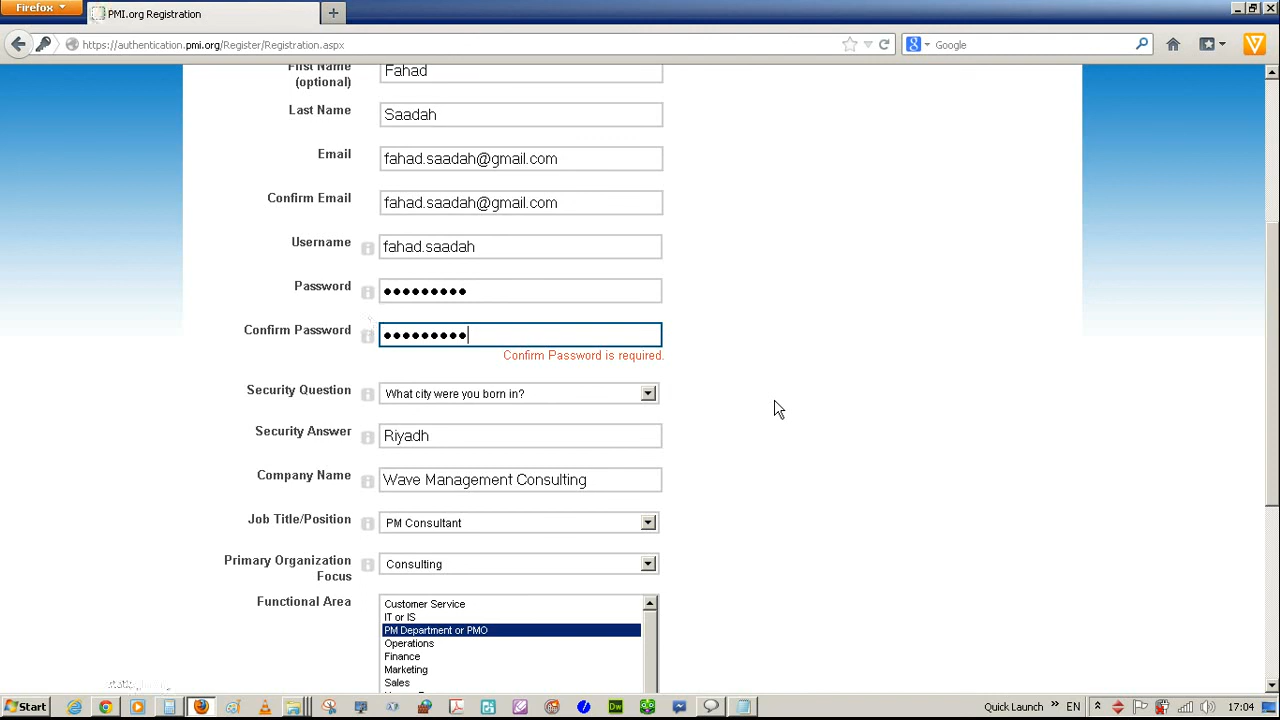 Firefox
PMI.org Registration
https://authentication.pmi.org/Register/Registration.aspx
Google
First Name
(optional)
Fahad
Last Name
Saadah
Email
fahad.saadah@gmail.com
Confirm Email
fahad.saadah@gmail.com
Username
fahad.saadah
Password
Confirm Password
Confirm Password is required.
Security Question
What city were you born in?
Security Answer
Riyadh
Company Name
Wave Management Consulting
Job Title/Position
PM Consultant
Primary Organization
Focus
Consulting
Functional Area
Customer Service
IT or IS
PM Department or PMO
Operations
Finance
Marketing
Sales
Start
Quick Launch
EN
17:04